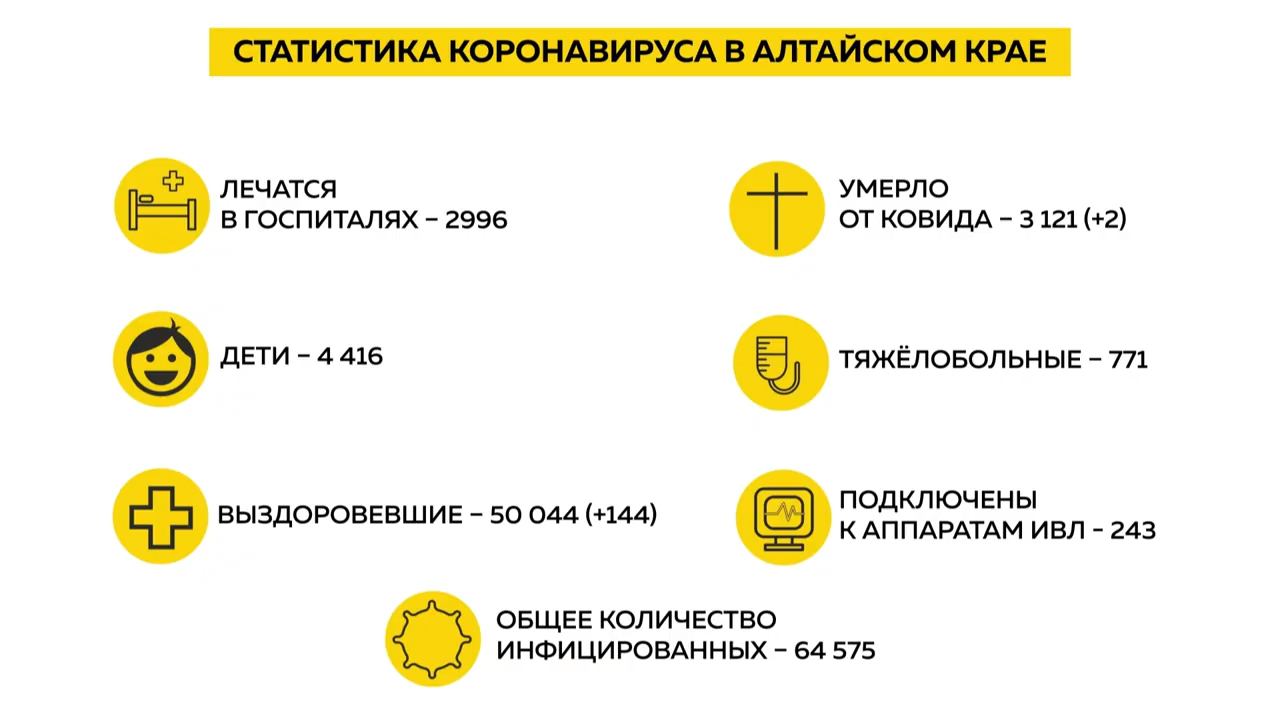 СТАТИСТИКА КОРОНАВИРУСА В АЛТАЙСКОМ КРАЕ
ЛЕЧАТСЯ
В ГОСПИТАЛЯХ – 2996
УМЕРЛО
ОТ КОВИДА – 3 121 (+2)
ДЕТИ – 4 416
ТЯЖЁЛОБОЛЬНЫЕ – 771
ВЫЗДОРОВЕВШИЕ – 50 044 (+144)
ПОДКЛЮЧЕНЫ
К АППАРАТАМ ИВЛ - 243
ОБЩЕЕ КОЛИЧЕСТВО
ИНФИЦИРОВАННЫХ – 64 575